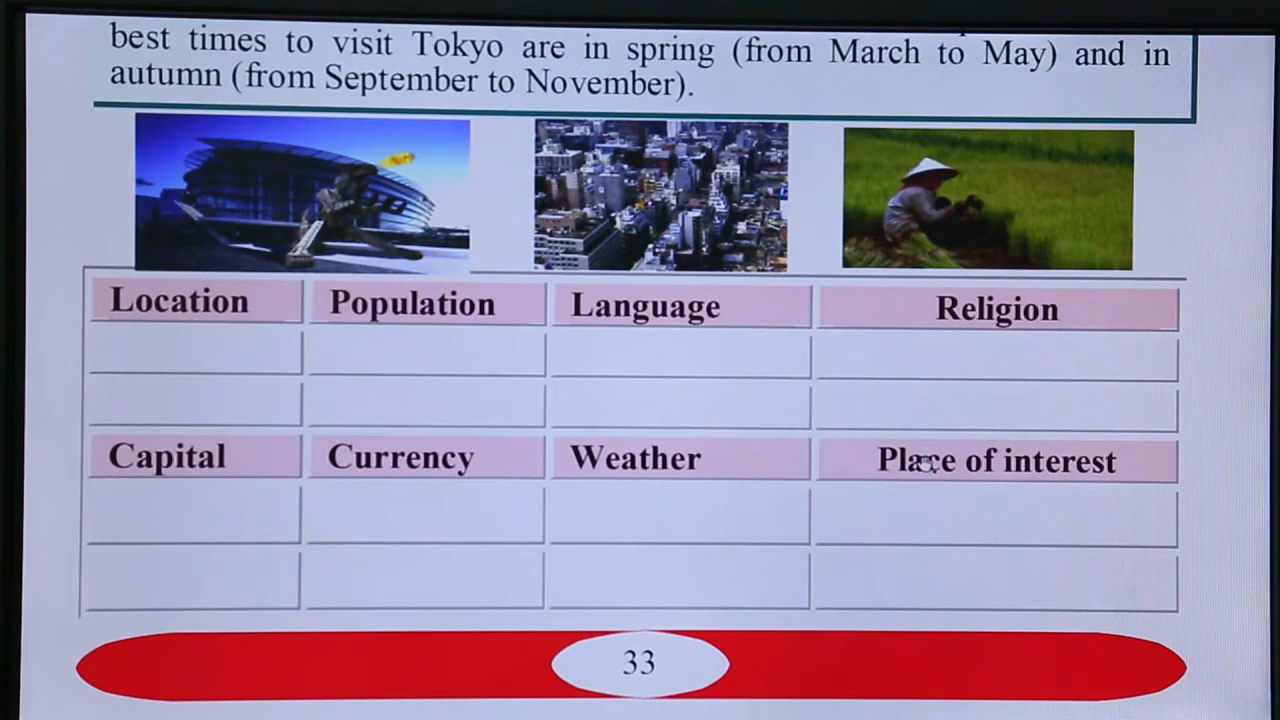 best times to visit Tokyo are in spring (from March to May) and in
autumn (from September to November).
Location Population Language Religion
Capital Currency Weather Place of interest
33